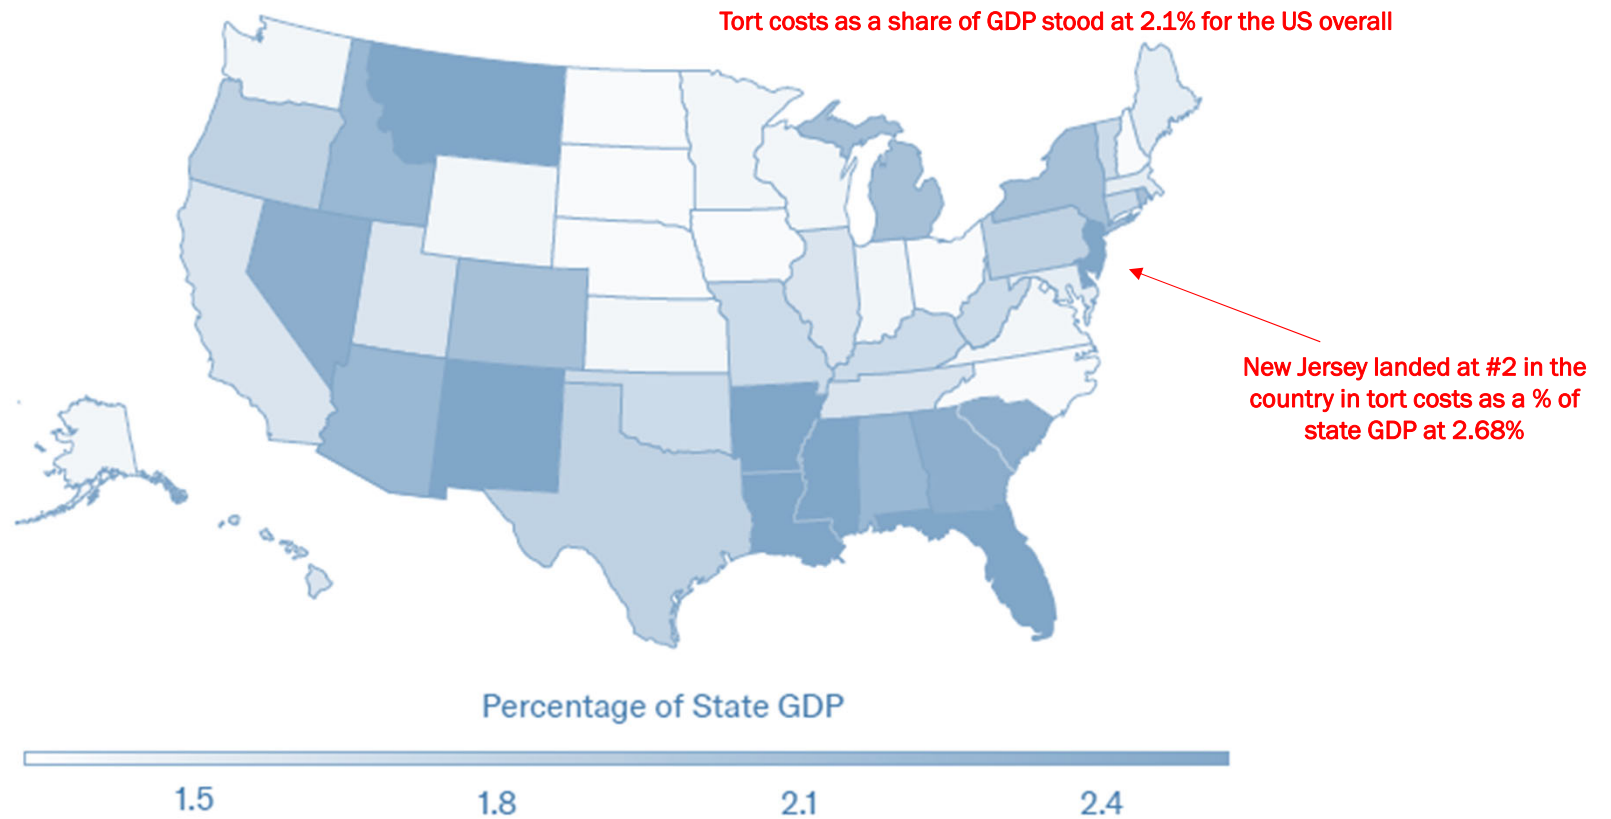 Tort costs as a share of GDP stood at 2.1% for the US overall
New Jersey landed at #2 in the
country in tort costs as a % of
state GDP at 2.68%
Percentage of State GDP
1.5 1.8 2.1 2.4